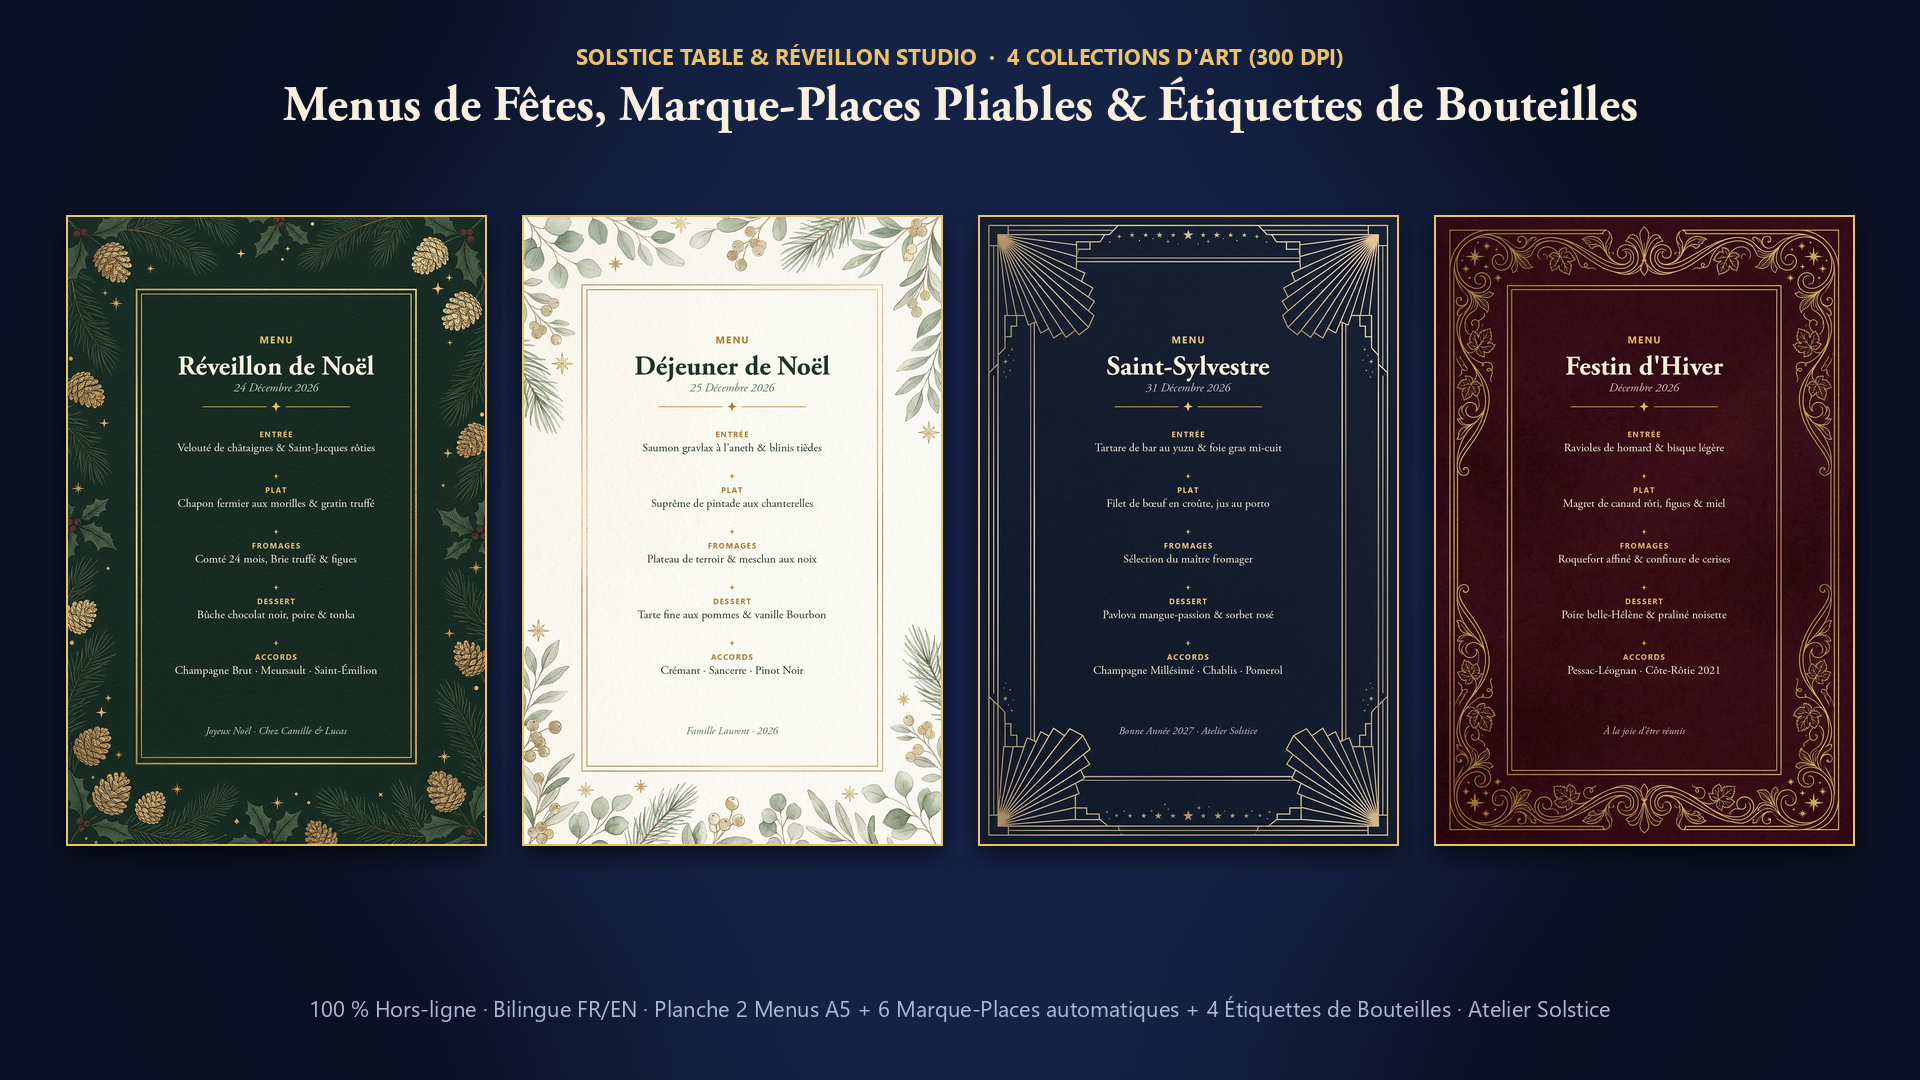 SOLSTICE TABLE & RÉVEILLON STUDIO · 4 COLLECTIONS D'ART (300 DPI)
Menus de Fêtes, Marque-Places Pliables & Étiquettes de Bouteilles
MENU
Réveillon de Noël
24 Décembre 2026
ENTRÉE
Velouté de châtaignes & Saint-Jacques rôties
PLAT
Chapon fermier aux morilles & gratin truffé
FROMAGES
Comté 24 mois, Brie truffé & figues
DESSERT
Bûche chocolat noir, poire & tonka
ACCORDS
Champagne Brut · Meursault · Saint-Émilion
Joyeux Noël · Chez Camille & Lucas
MENU
Déjeuner de Noël
25 Décembre 2026
ENTRÉE
Saumon gravlax à l'aneth & blinis tièdes
PLAT
Suprême de pintade aux chanterelles
FROMAGES
Plateau de terroir & mesclun aux noix
DESSERT
Tarte fine aux pommes & vanille Bourbon
ACCORDS
Crémant · Sancerre · Pinot Noir
Famille Laurent · 2026
MENU
Saint-Sylvestre
31 Décembre 2026
ENTRÉE
Tartare de bar au yuzu & foie gras mi-cuit
PLAT
Filet de bœuf en croûte, jus au porto
FROMAGES
Sélection du maître fromager
DESSERT
Pavlova mangue-passion & sorbet rosé
ACCORDS
Champagne Millésimé · Chablis · Pomerol
Bonne Année 2027 · Atelier Solstice
MENU
Festin d'Hiver
Décembre 2026
ENTRÉE
Ravioles de homard & bisque légère
PLAT
Magret de canard rôti, figues & miel
FROMAGES
Roquefort affiné & confiture de cerises
DESSERT
Poire belle-Hélène & praliné noisette
ACCORDS
Pessac-Léognan · Côte-Rôtie 2021
À la joie d'être réunis
100 % Hors-ligne · Bilingue FR/EN · Planche 2 Menus A5 + 6 Marque-Places automatiques + 4 Étiquettes de Bouteilles · Atelier Solstice